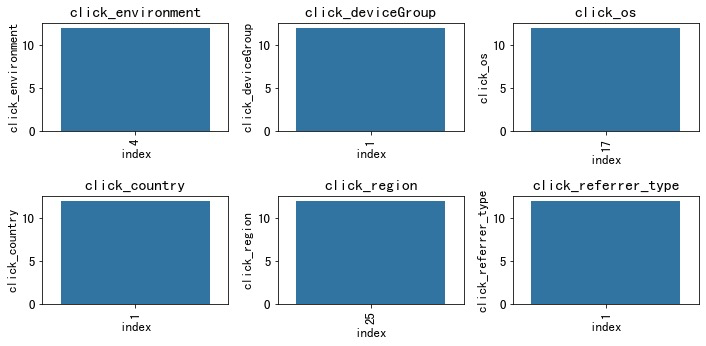 click_environment
click_environment
10
5
0
4
index
click_deviceGroup
click_deviceGroup
10
5
0
1
index
click_os
click_os
10
5
0
17
index
click_country
click_country
10
5
0
1
index
click_region
click_region
10
5
0
25
index
click_referrer_type
click_referrer_type
10
5
0
1
index